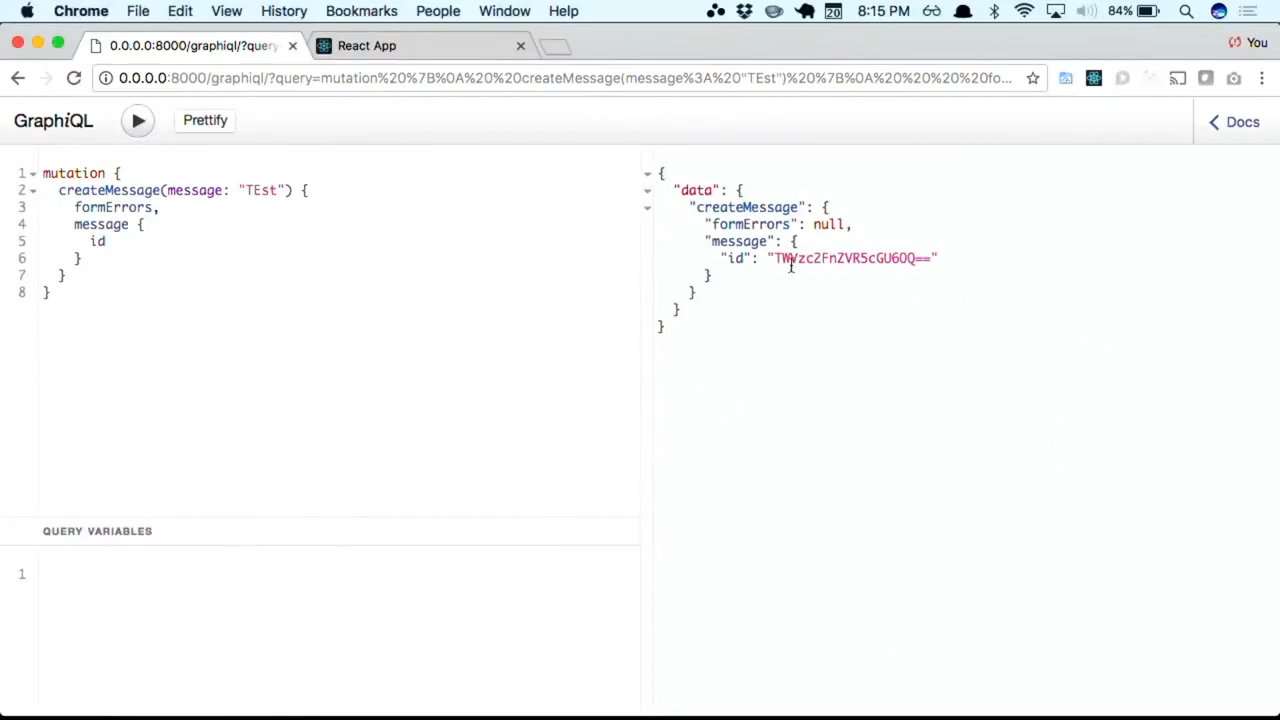 Chrome File Edit View History Bookmarks People Window Help 20 8:15 PM 84%
0.0.0.0:8000/graphiql/?query React App You
0.0.0.0:8000/graphiql/?query=mutation%20%7B%0A%20%20createMessage(message%3A%20"TEst")%20%7B%0A%20%20%20%20fo...
GraphiQL Prettify Docs
1 mutation {
2 createMessage(message: "TEst") {
3 formErrors,
4 message {
5 id
6 }
7 }
8 }
{
"data": {
"createMessage": {
"formErrors": null,
"message": {
"id": "TWVzc2FnZVR5cGU6OQ=="
}
}
}
}
QUERY VARIABLES
1